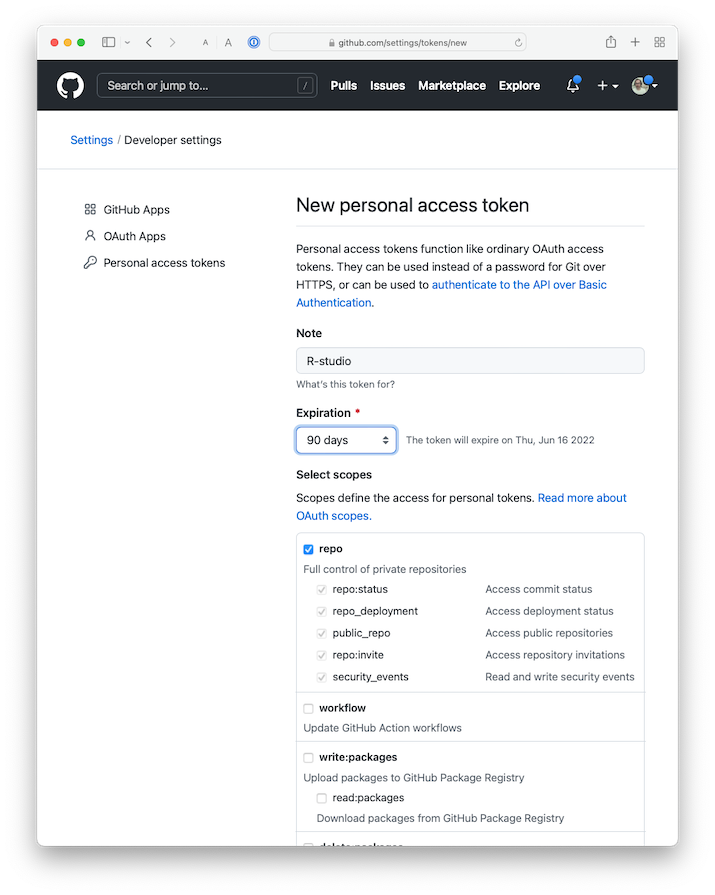 A A github.com/settings/tokens/new
Search or jump to... / Pulls Issues Marketplace Explore
Settings / Developer settings
GitHub Apps
OAuth Apps
Personal access tokens
New personal access token
Personal access tokens function like ordinary OAuth access
tokens. They can be used instead of a password for Git over
HTTPS, or can be used to authenticate to the API over Basic
Authentication.
Note
R-studio
What's this token for?
Expiration *
90 days The token will expire on Thu, Jun 16 2022
Select scopes
Scopes define the access for personal tokens. Read more about
OAuth scopes.
repo
Full control of private repositories
repo:status Access commit status
repo_deployment Access deployment status
public_repo Access public repositories
repo:invite Access repository invitations
security_events Read and write security events
workflow
Update GitHub Action workflows
write:packages
Upload packages to GitHub Package Registry
read:packages
Download packages from GitHub Package Registry